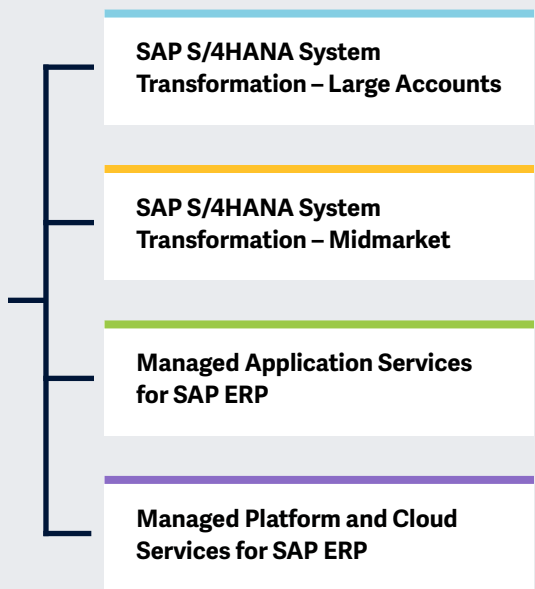 SAP S/4HANA System
Transformation – Large Accounts
SAP S/4HANA System
Transformation – Midmarket
Managed Application Services
for SAP ERP
Managed Platform and Cloud
Services for SAP ERP